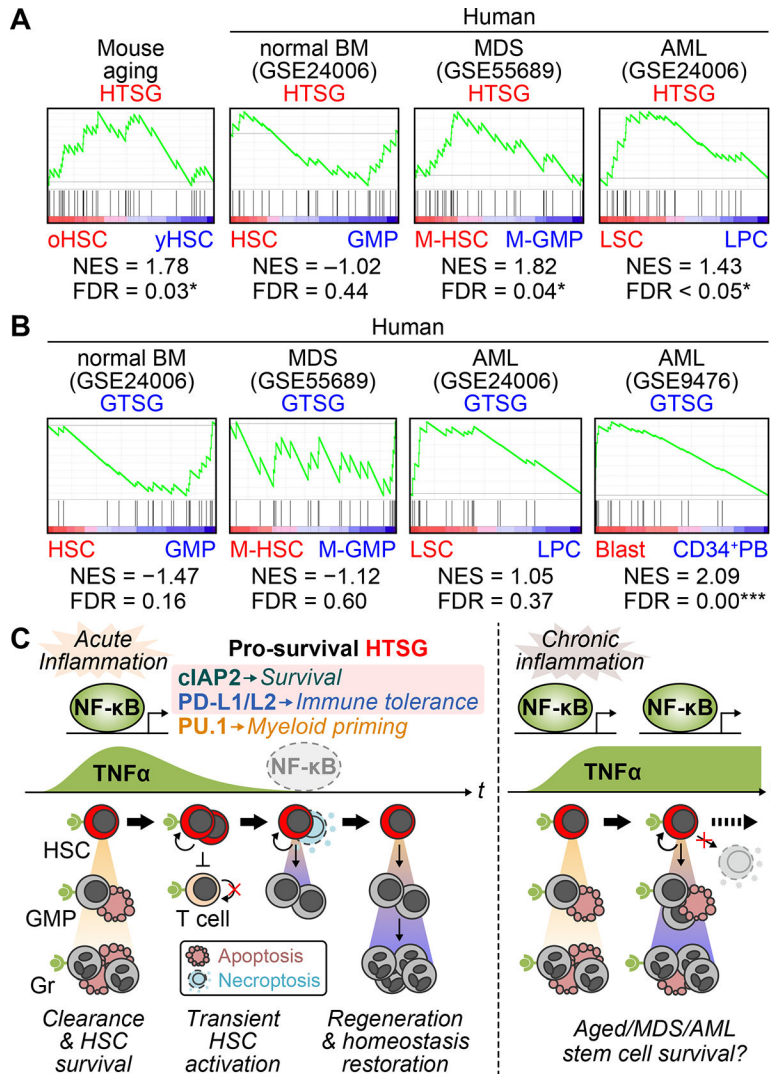 A
Human
Mouse
aging
HTSG
normal BM
(GSE24006)
HTSG
MDS
(GSE55689)
HTSG
AML
(GSE24006)
HTSG
oHSC yHSC
HSC GMP
M-HSC M-GMP
LSC LPC
NES = 1.78
FDR = 0.03*
NES = –1.02
FDR = 0.44
NES = 1.82
FDR = 0.04*
NES = 1.43
FDR < 0.05*
B
Human
normal BM
(GSE24006)
GTSG
MDS
(GSE55689)
GTSG
AML
(GSE24006)
GTSG
AML
(GSE9476)
GTSG
HSC GMP
M-HSC M-GMP
LSC LPC
Blast CD34⁺PB
NES = –1.47
FDR = 0.16
NES = –1.12
FDR = 0.60
NES = 1.05
FDR = 0.37
NES = 2.09
FDR = 0.00***
C
Acute
Inflammation
Pro-survival HTSG
cIAP2→Survival
PD-L1/L2→Immune tolerance
PU.1→Myeloid priming
NF-κB
NF-κB
TNFα
t
HSC
GMP
T cell
Gr
Apoptosis
Necroptosis
Clearance
& HSC
survival
Transient
HSC
activation
Regeneration
& homeostasis
restoration
Chronic
inflammation
NF-κB
NF-κB
TNFα
Aged/MDS/AML
stem cell survival?